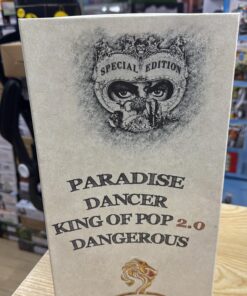 SPECIAL EDITION
PARADISE
DANCER
KING OF POP 2.0
DANGEROUS